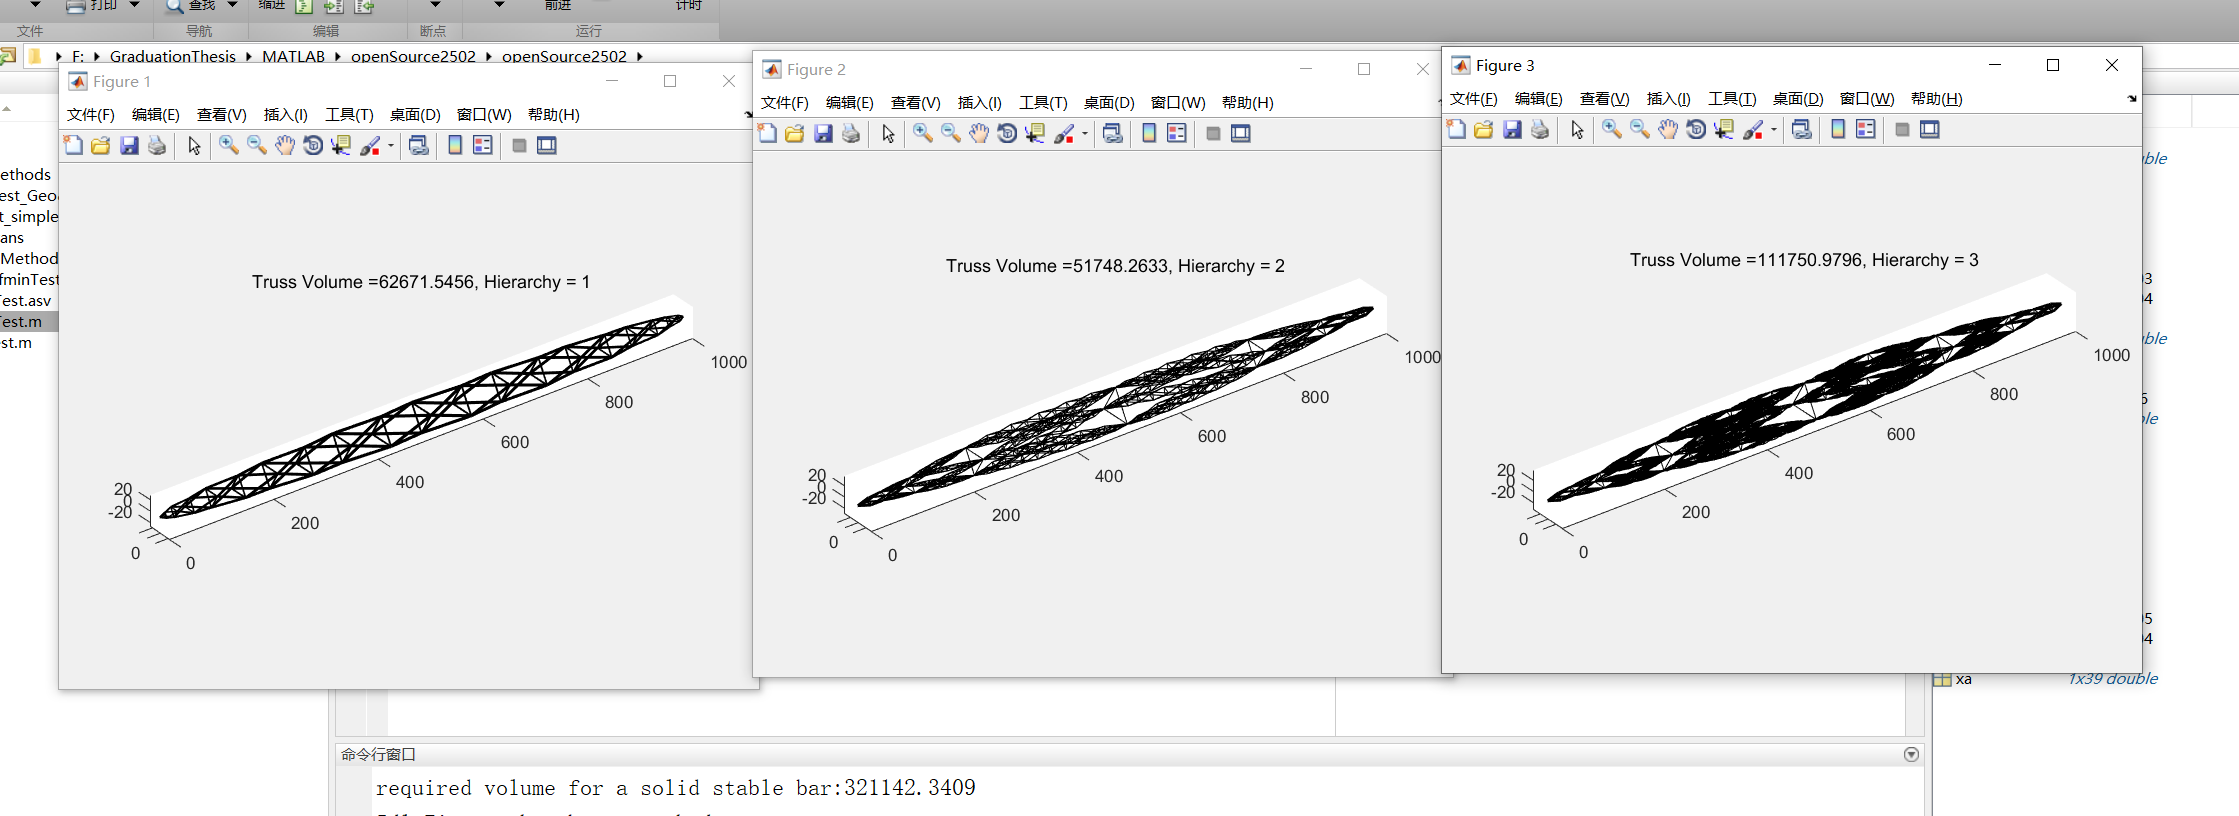 打印 查找 缩进 前进 计时
文件 导航 编辑 断点 运行
F: GraduationThesis MATLAB openSource2502 openSource2502
ethods
est_Geo
t_simple
ans
Method
fminTest
Test.asv
Test.m
est.m
Figure 1
文件(F) 编辑(E) 查看(V) 插入(I) 工具(T) 桌面(D) 窗口(W) 帮助(H)
Truss Volume =62671.5456, Hierarchy = 1
20
0
-20
0
0
200
400
600
800
1000
Figure 2
文件(F) 编辑(E) 查看(V) 插入(I) 工具(T) 桌面(D) 窗口(W) 帮助(H)
Truss Volume =51748.2633, Hierarchy = 2
20
0
-20
0
0
200
400
600
800
1000
Figure 3
文件(F) 编辑(E) 查看(V) 插入(I) 工具(T) 桌面(D) 窗口(W) 帮助(H)
Truss Volume =111750.9796, Hierarchy = 3
20
0
-20
0
0
200
400
600
800
1000
ble
03
04
ble
5
le
05
04
xa 1x39 double
命令行窗口
required volume for a solid stable bar:321142.3409